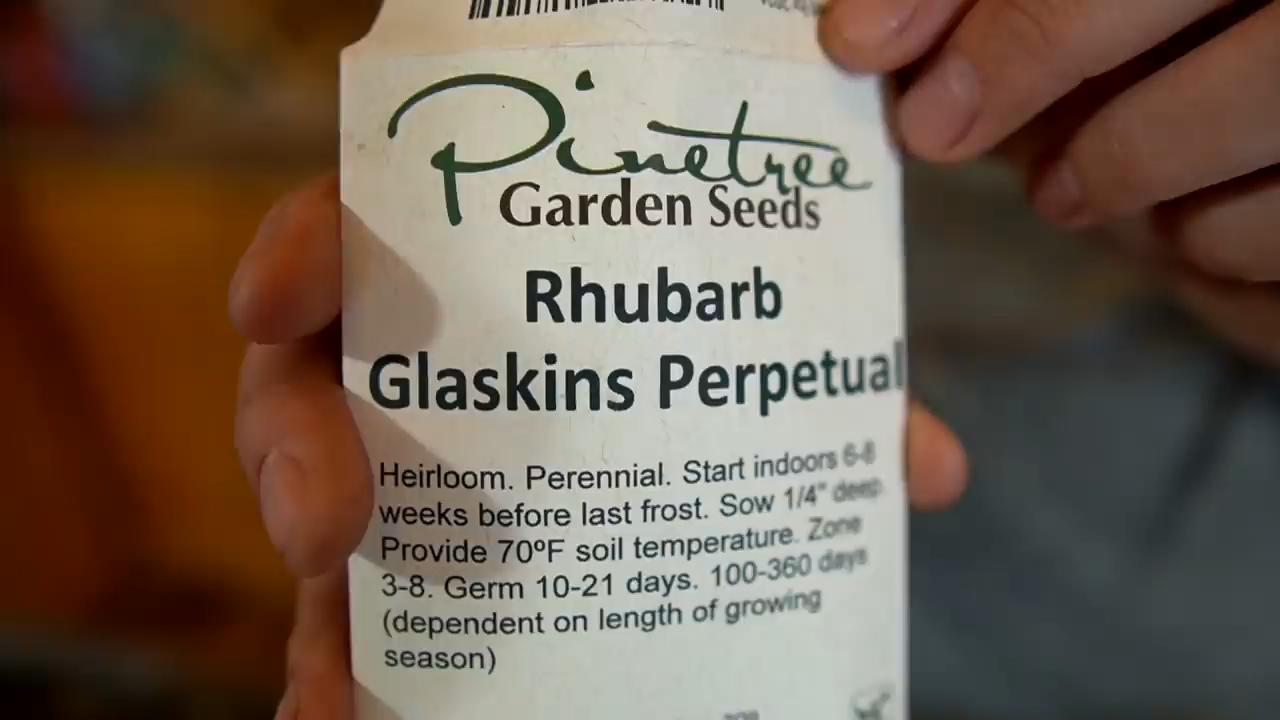 Pinetree
Garden Seeds
Rhubarb
Glaskins Perpetual
Heirloom. Perennial. Start indoors 6-8
weeks before last frost. Sow 1/4" deep.
Provide 70ºF soil temperature. Zone
3-8. Germ 10-21 days. 100-360 days
(dependent on length of growing
season)